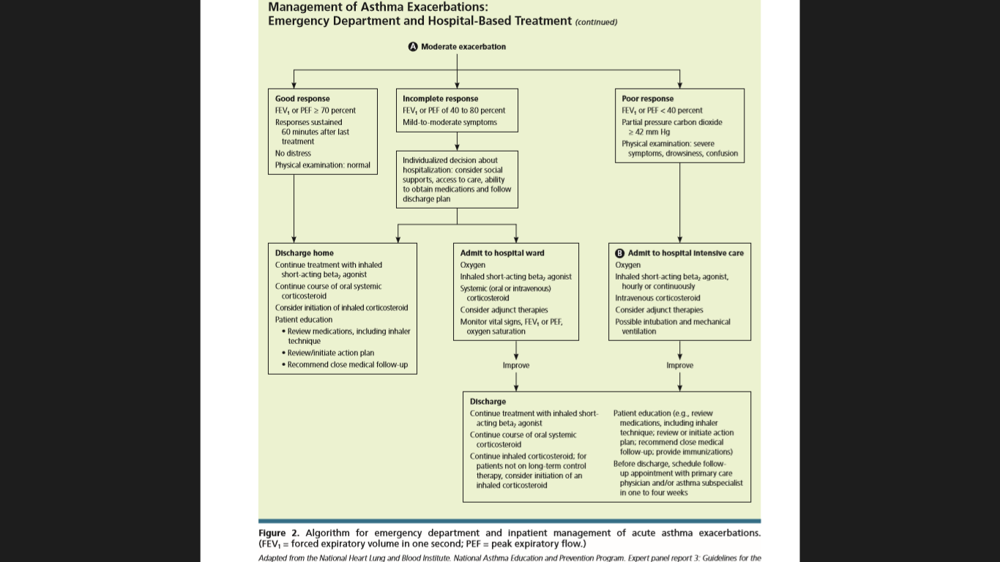 Management of Asthma Exacerbations:
Emergency Department and Hospital-Based Treatment (continued)
A Moderate exacerbation
Good response
FEV₁ or PEF ≥ 70 percent
Responses sustained
60 minutes after last
treatment
No distress
Physical examination: normal
Incomplete response
FEV₁ or PEF of 40 to 80 percent
Mild-to-moderate symptoms
Individualized decision about
hospitalization: consider social
supports, access to care, ability
to obtain medications and follow
discharge plan
Poor response
FEV₁ or PEF < 40 percent
Partial pressure carbon dioxide
≥ 42 mm Hg
Physical examination: severe
symptoms, drowsiness, confusion
Discharge home
Continue treatment with inhaled
short-acting beta₂ agonist
Continue course of oral systemic
corticosteroid
Consider initiation of inhaled corticosteroid
Patient education
• Review medications, including inhaler
technique
• Review/initiate action plan
• Recommend close medical follow-up
Admit to hospital ward
Oxygen
Inhaled short-acting beta₂ agonist
Systemic (oral or intravenous)
corticosteroid
Consider adjunct therapies
Monitor vital signs, FEV₁ or PEF,
oxygen saturation
B Admit to hospital intensive care
Oxygen
Inhaled short-acting beta₂ agonist,
hourly or continuously
Intravenous corticosteroid
Consider adjunct therapies
Possible intubation and mechanical
ventilation
Improve
Improve
Discharge
Continue treatment with inhaled short-
acting beta₂ agonist
Continue course of oral systemic
corticosteroid
Continue inhaled corticosteroid; for
patients not on long-term control
therapy, consider initiation of an
inhaled corticosteroid
Patient education (e.g., review
medications, including inhaler
technique; review or initiate action
plan; recommend close medical
follow-up; provide immunizations)
Before discharge, schedule follow-
up appointment with primary care
physician and/or asthma subspecialist
in one to four weeks
Figure 2. Algorithm for emergency department and inpatient management of acute asthma exacerbations.
(FEV₁ = forced expiratory volume in one second; PEF = peak expiratory flow.)
Adapted from the National Heart Lung and Blood Institute. National Asthma Education and Prevention Program. Expert panel report 3: Guidelines for the